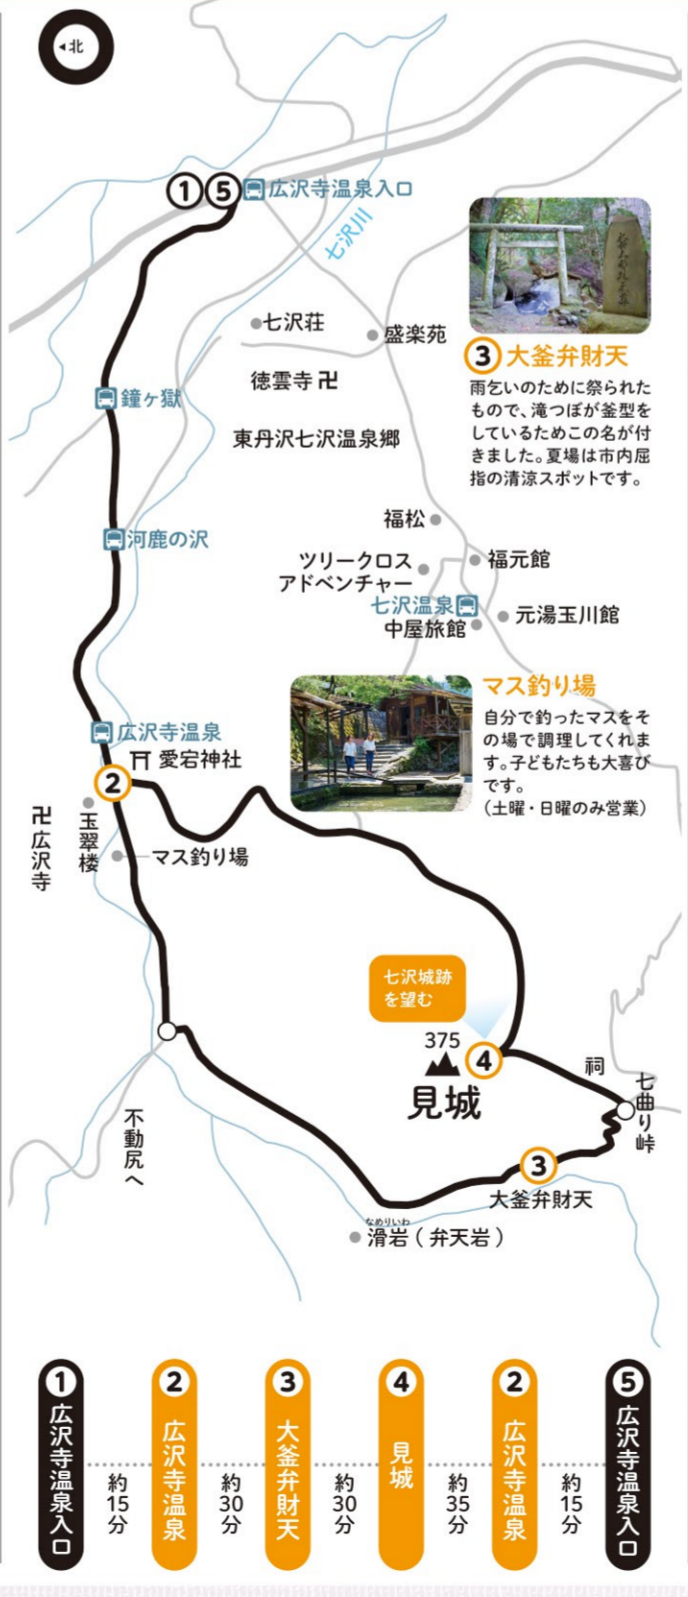 北
①⑤広沢寺温泉入口
七沢川
七沢荘
盛楽苑
徳雲寺卍
鐘ヶ嶽
東丹沢七沢温泉郷
③大釜弁財天
雨乞いのために祭られた
もので、滝つぼが釜型を
しているためこの名が付
きました。夏場は市内屈
指の清涼スポットです。
河鹿の沢
福松
福元館
ツリークロス
アドベンチャー
七沢温泉
中屋旅館
元湯玉川館
マス釣り場
自分で釣ったマスをそ
の場で調理してくれま
す。子どもたちも大喜び
です。
（土曜・日曜のみ営業）
広沢寺温泉
愛宕神社
②
卍広沢寺
玉翠楼
マス釣り場
七沢城跡
を望む
375
④
見城
祠
七曲り峠
③
大釜弁財天
不動尻へ
なめりいわ
滑岩（弁天岩）
①広沢寺温泉入口
約15分
②広沢寺温泉
約30分
③大釜弁財天
約30分
④見城
約35分
②広沢寺温泉
約15分
⑤広沢寺温泉入口